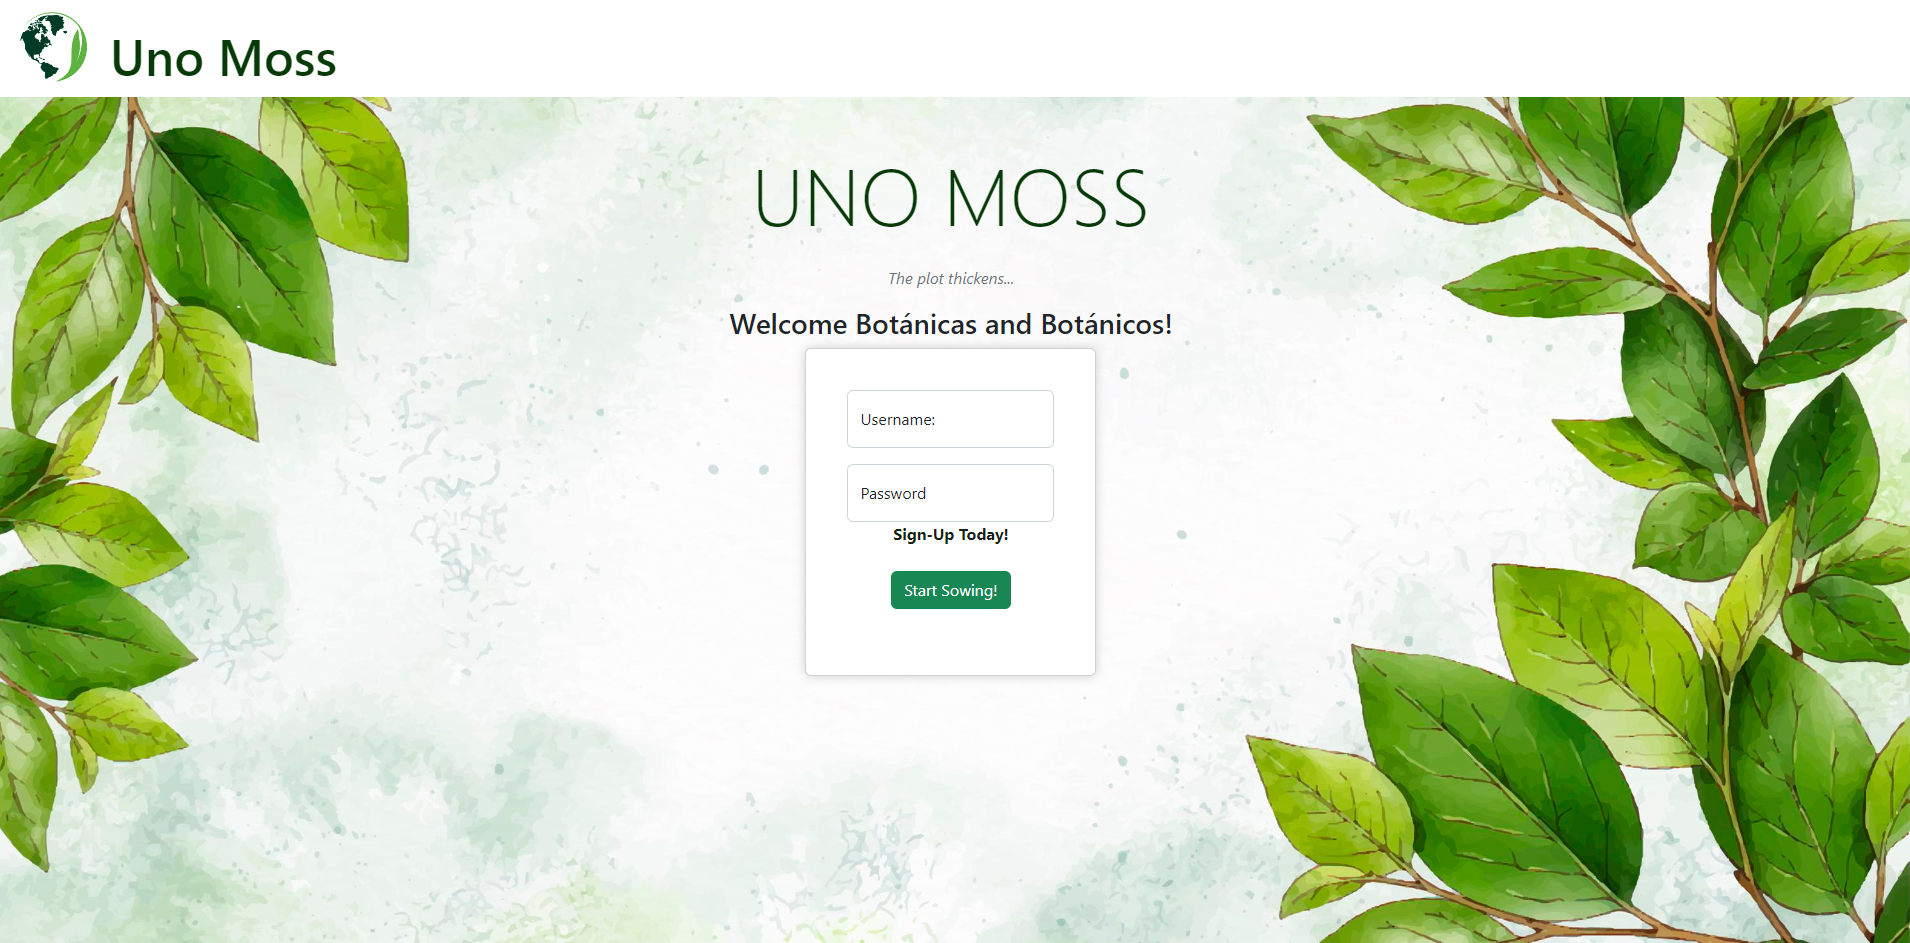 Uno Moss
UNO MOSS
The plot thickens...
Welcome Botánicas and Botánicos!
Username:
Password
Sign-Up Today!
Start Sowing!